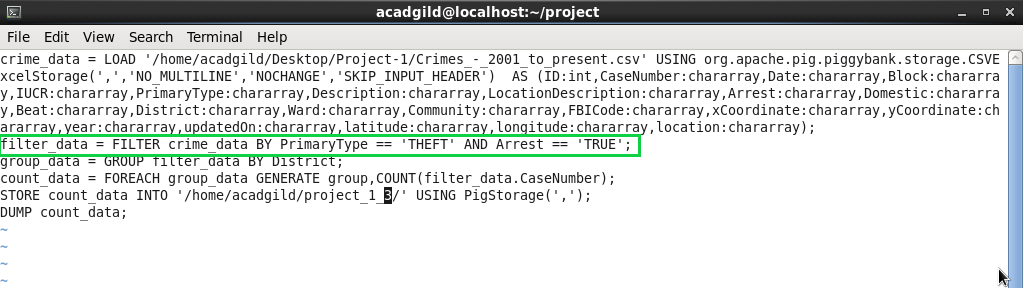 acadgild@localhost:~/project
File Edit View Search Terminal Help
crime_data = LOAD '/home/acadgild/Desktop/Project-1/Crimes_-_2001_to_present.csv' USING org.apache.pig.piggybank.storage.CSVE
xcelStorage(',','NO_MULTILINE','NOCHANGE','SKIP_INPUT_HEADER')  AS (ID:int,CaseNumber:chararray,Date:chararray,Block:chararra
y,IUCR:chararray,PrimaryType:chararray,Description:chararray,LocationDescription:chararray,Arrest:chararray,Domestic:chararra
y,Beat:chararray,District:chararray,Ward:chararray,Community:chararray,FBICode:chararray,xCoordinate:chararray,yCoordinate:ch
ararray,year:chararray,updatedOn:chararray,latitude:chararray,longitude:chararray,location:chararray);
filter_data = FILTER crime_data BY PrimaryType == 'THEFT' AND Arrest == 'TRUE';
group_data = GROUP filter_data BY District;
count_data = FOREACH group_data GENERATE group,COUNT(filter_data.CaseNumber);
STORE count_data INTO '/home/acadgild/project_1_3/' USING PigStorage(',');
DUMP count_data;
~
~
~
~